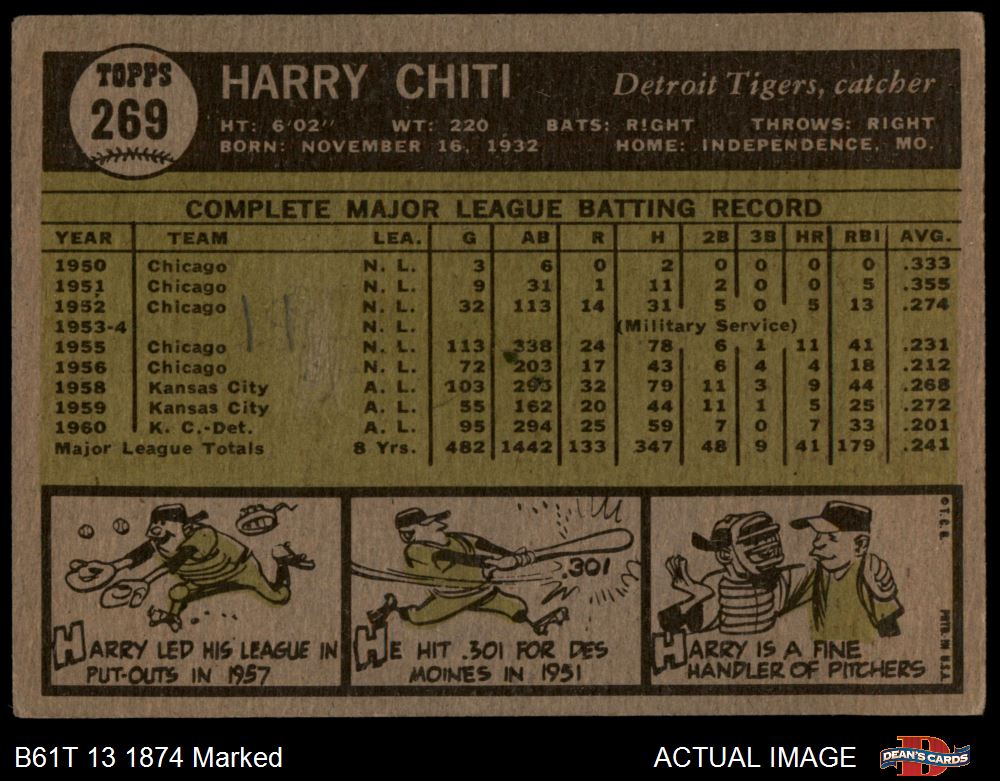 TOPPS
269
HARRY CHITI
Detroit Tigers, catcher
HT: 6'02" WT: 220 BATS: RIGHT THROWS: RIGHT
BORN: NOVEMBER 16, 1932 HOME: INDEPENDENCE, MO.
COMPLETE MAJOR LEAGUE BATTING RECORD
YEAR TEAM LEA. G AB R H 2B 3B HR RBI AVG.
1950 Chicago N. L. 3 6 0 2 0 0 0 0 .333
1951 Chicago N. L. 9 31 1 11 2 0 0 5 .355
1952 Chicago N. L. 32 113 14 31 5 0 5 13 .274
1953-4 N. L. (Military Service)
1955 Chicago N. L. 113 338 24 78 6 1 11 41 .231
1956 Chicago N. L. 72 203 17 43 6 4 4 18 .212
1958 Kansas City A. L. 103 295 32 79 11 3 9 44 .268
1959 Kansas City A. L. 55 162 20 44 11 1 5 25 .272
1960 K. C.-Det. A. L. 95 294 25 59 7 0 7 33 .201
Major League Totals 8 Yrs. 482 1442 133 347 48 9 41 179 .241
HARRY LED HIS LEAGUE IN
PUT-OUTS IN 1957
.301
HE HIT .301 FOR DES
MOINES IN 1951
HARRY IS A FINE
HANDLER OF PITCHERS
© T.C.G.
PRTD. IN U.S.A.
B61T 13 1874 Marked
ACTUAL IMAGE
DEAN'S CARDS